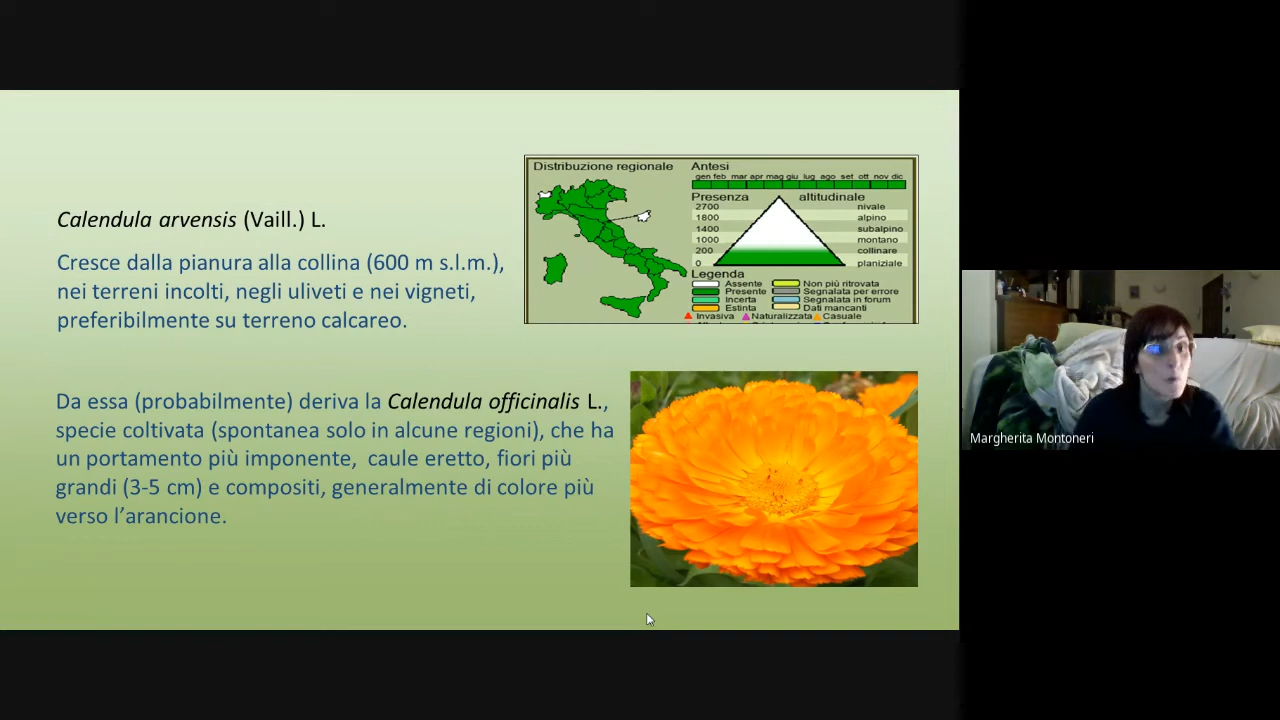 Calendula arvensis (Vaill.) L.
Cresce dalla pianura alla collina (600 m s.l.m.),
nei terreni incolti, negli uliveti e nei vigneti,
preferibilmente su terreno calcareo.
Distribuzione regionale
Antesi
gen feb mar apr mag giu lug ago set ott nov dic
Presenza altitudinale
2700 nivale
1800 alpino
1400 subalpino
1000 montano
200 collinare
0 planiziale
Legenda
Assente Non più ritrovata
Presente Segnalata per errore
Incerta Segnalata in forum
Estinta Dati mancanti
Invasiva Naturalizzata Casuale
Da essa (probabilmente) deriva la Calendula officinalis L.,
specie coltivata (spontanea solo in alcune regioni), che ha
un portamento più imponente, caule eretto, fiori più
grandi (3-5 cm) e compositi, generalmente di colore più
verso l’arancione.
Margherita Montoneri